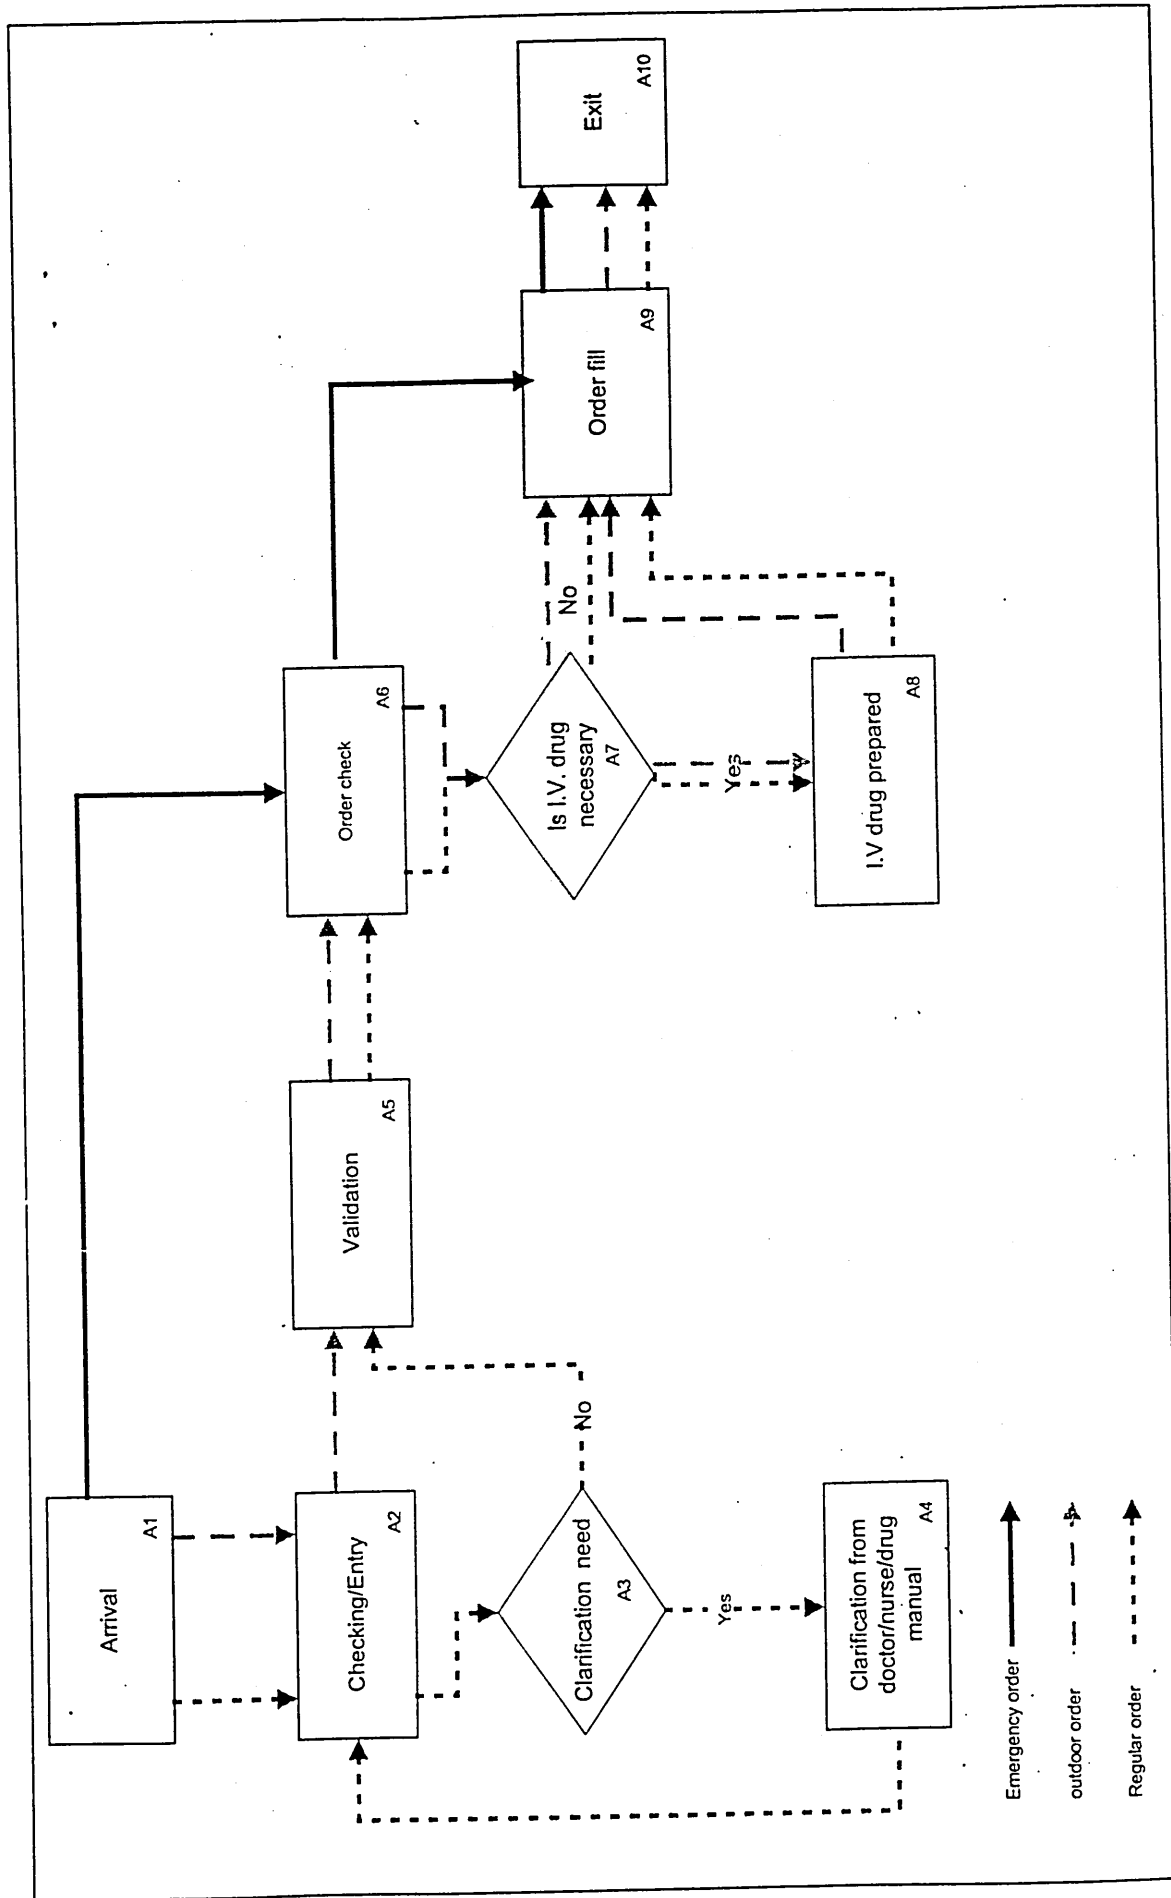 Arrival
A1
Checking/Entry
A2
Clarification need
A3
No
Yes
Clarification from
doctor/nurse/drug
manual
A4
Validation
A5
Order check
A6
Is I.V. drug
necessary
A7
No
Yes
I.V drug prepared
A8
Order fill
A9
Exit
A10
Emergency order
outdoor order
Regular order